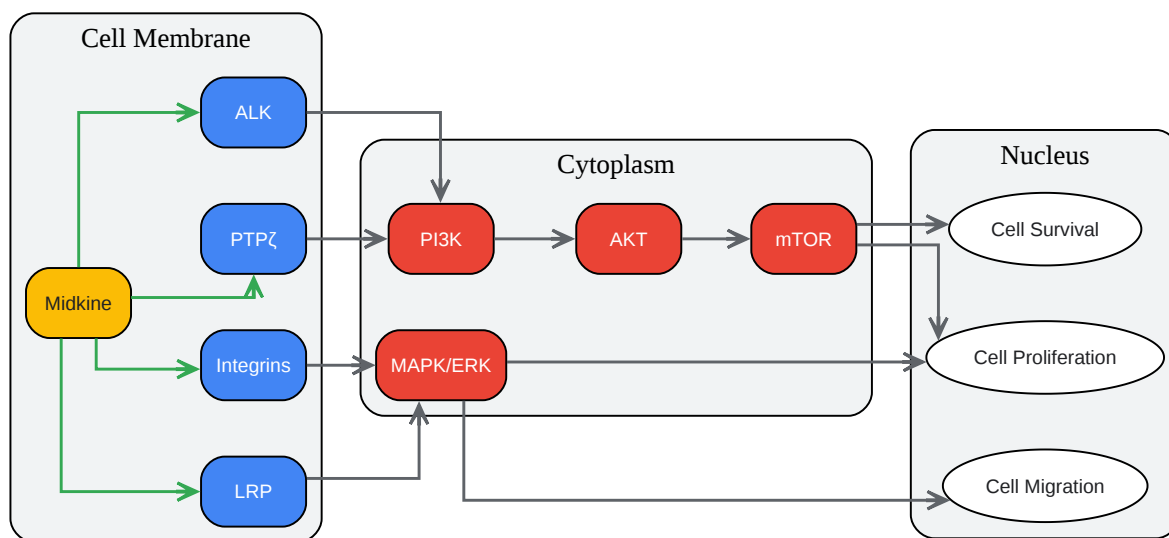 Cell Membrane
ALK
PTPζ
Midkine
Integrins
LRP
Cytoplasm
PI3K
AKT
mTOR
MAPK/ERK
Nucleus
Cell Survival
Cell Proliferation
Cell Migration